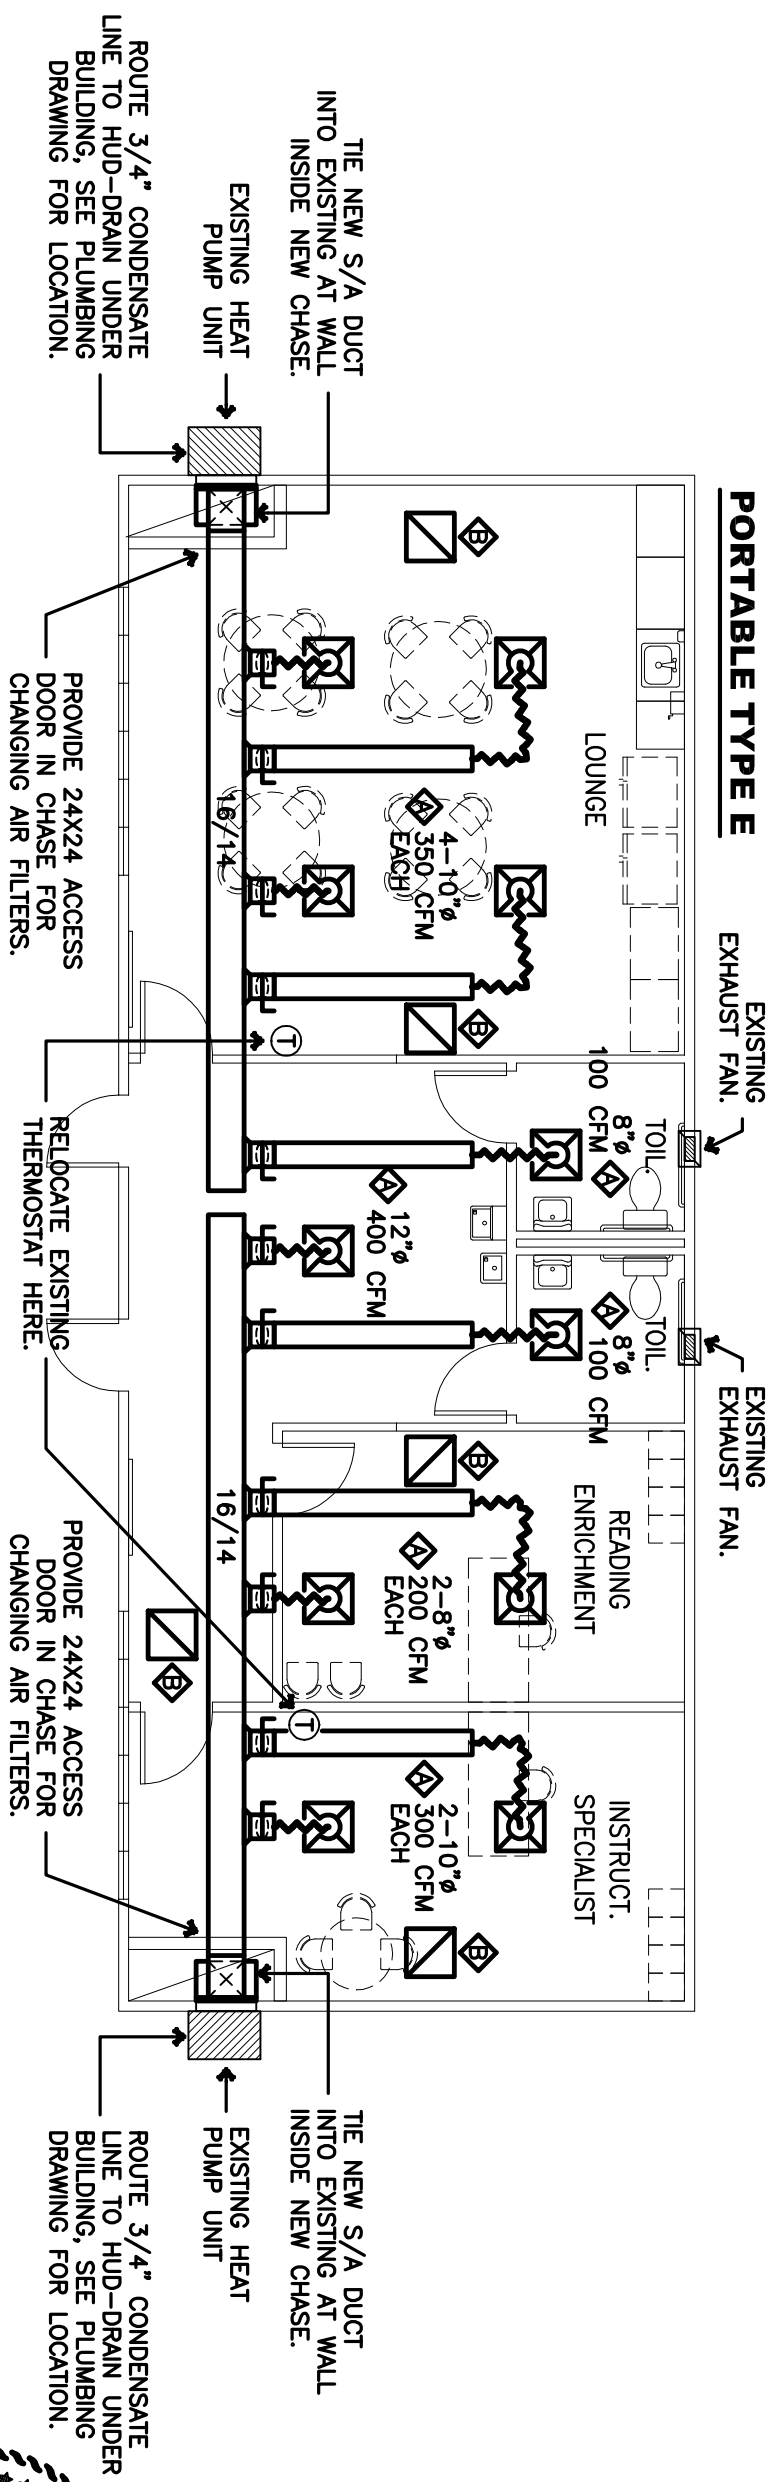 PORTABLE TYPE E
EXISTING
EXHAUST FAN.
EXISTING
EXHAUST FAN.
TIE NEW S/A DUCT
INTO EXISTING AT WALL
INSIDE NEW CHASE.
EXISTING HEAT
PUMP UNIT
ROUTE 3/4" CONDENSATE
LINE TO HUD-DRAIN UNDER
BUILDING, SEE PLUMBING
DRAWING FOR LOCATION.
LOUNGE
B
A
4-10"ø
350 CFM
EACH
B
16/14
T
TOIL.
8"ø
100 CFM
A
TOIL.
8"ø
100 CFM
A
A
12"ø
400 CFM
READING
ENRICHMENT
B
A
2-8"ø
200 CFM
EACH
16/14
B
T
INSTRUCT.
SPECIALIST
A
2-10"ø
300 CFM
EACH
B
PROVIDE 24X24 ACCESS
DOOR IN CHASE FOR
CHANGING AIR FILTERS.
RELOCATE EXISTING
THERMOSTAT HERE.
PROVIDE 24X24 ACCESS
DOOR IN CHASE FOR
CHANGING AIR FILTERS.
TIE NEW S/A DUCT
INTO EXISTING AT WALL
INSIDE NEW CHASE.
EXISTING HEAT
PUMP UNIT
ROUTE 3/4" CONDENSATE
LINE TO HUD-DRAIN UNDER
BUILDING, SEE PLUMBING
DRAWING FOR LOCATION.